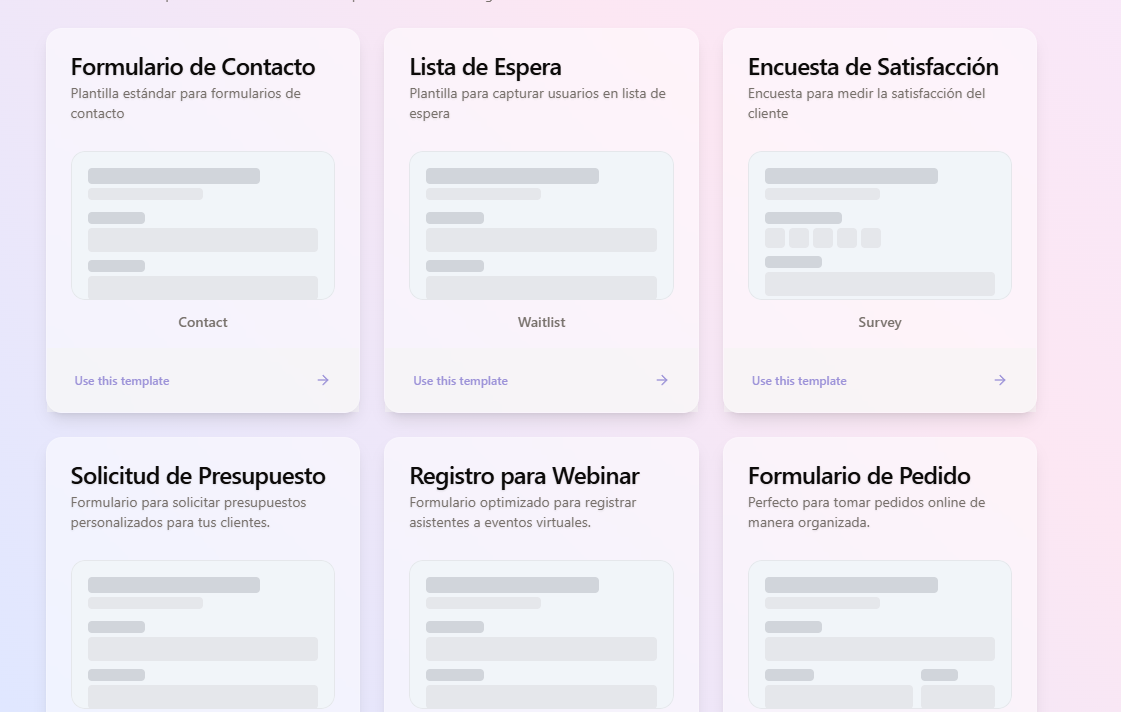 Formulario de Contacto
Plantilla estándar para formularios de
contacto
Contact
Use this template
Lista de Espera
Plantilla para capturar usuarios en lista de
espera
Waitlist
Use this template
Encuesta de Satisfacción
Encuesta para medir la satisfacción del
cliente
Survey
Use this template
Solicitud de Presupuesto
Formulario para solicitar presupuestos
personalizados para tus clientes.
Registro para Webinar
Formulario optimizado para registrar
asistentes a eventos virtuales.
Formulario de Pedido
Perfecto para tomar pedidos online de
manera organizada.